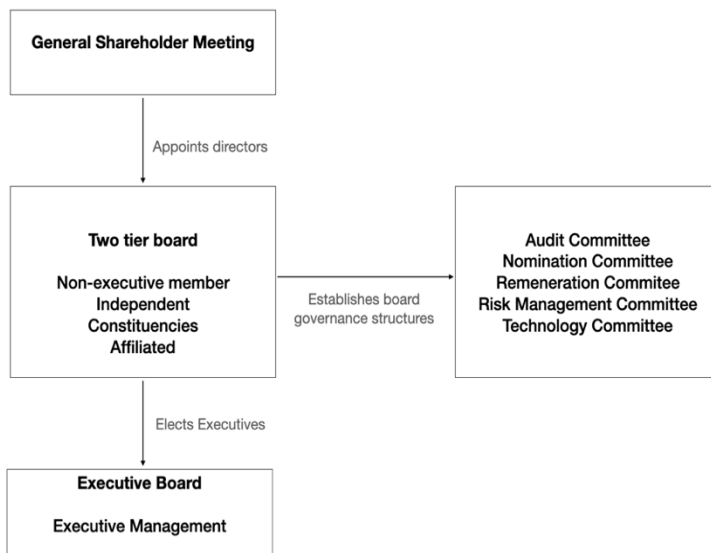 General Shareholder Meeting
Appoints directors
Two tier board
Non-executive member
Independent
Constituencies
Affiliated
Establishes board
governance structures
Audit Committee
Nomination Committee
Remeneration Commitee
Risk Management Committee
Technology Committee
Elects Executives
Executive Board
Executive Management